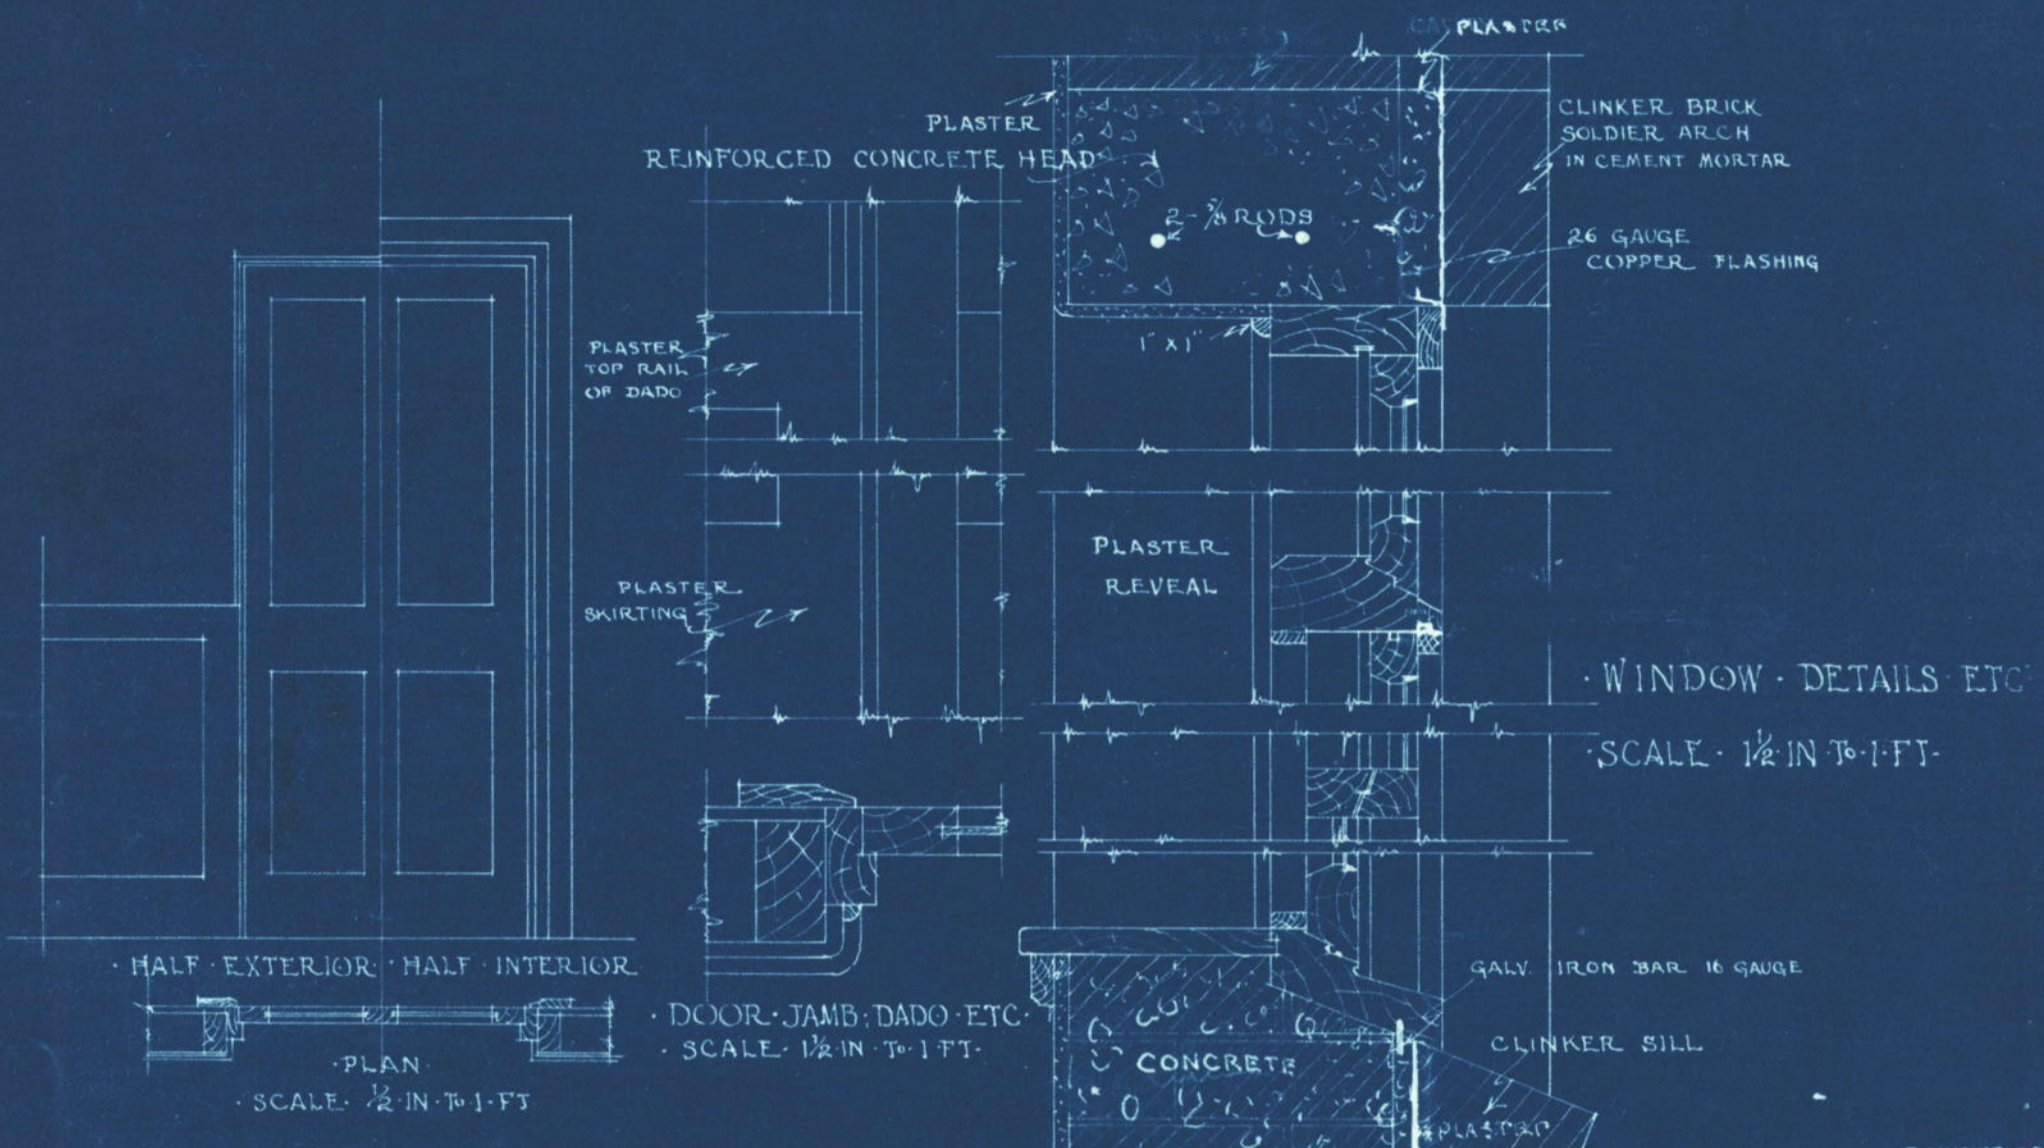 PLASTER
PLASTER
REINFORCED CONCRETE HEAD
CLINKER BRICK
SOLDIER ARCH
IN CEMENT MORTAR
2-⅝ RODS
26 GAUGE
COPPER FLASHING
1" X 1"
PLASTER
TOP RAIL
OF DADO
PLASTER
REVEAL
PLASTER
SKIRTING
· WINDOW · DETAILS ETC
· SCALE · 1½ IN · To · 1 · FT -
· HALF · EXTERIOR · HALF · INTERIOR
GALV. IRON BAR 16 GAUGE
· DOOR · JAMB · DADO · ETC ·
· SCALE · 1½ · IN · To · 1 · FT ·
CLINKER SILL
· PLAN ·
· SCALE · ½ · IN · To · 1 · FT
CONCRETE
PLASTER